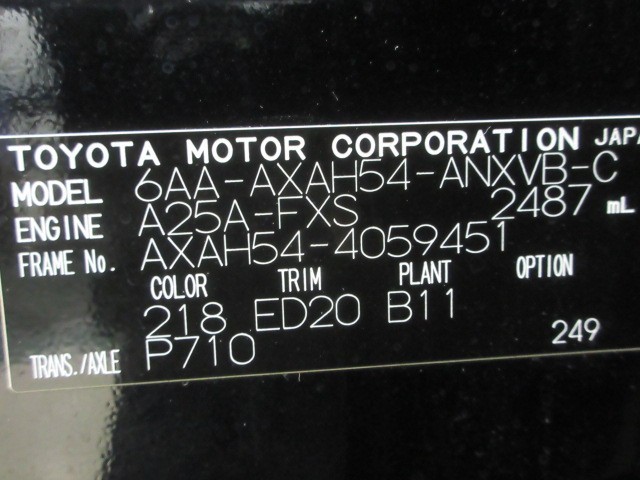 TOYOTA MOTOR CORPORATION JAPA
MODEL 6AA-AXAH54-ANXVB-C
ENGINE A25A-FXS 2487 mL
FRAME No. AXAH54-4059451
COLOR TRIM PLANT OPTION
218 ED20 B11
TRANS./AXLE P710 249